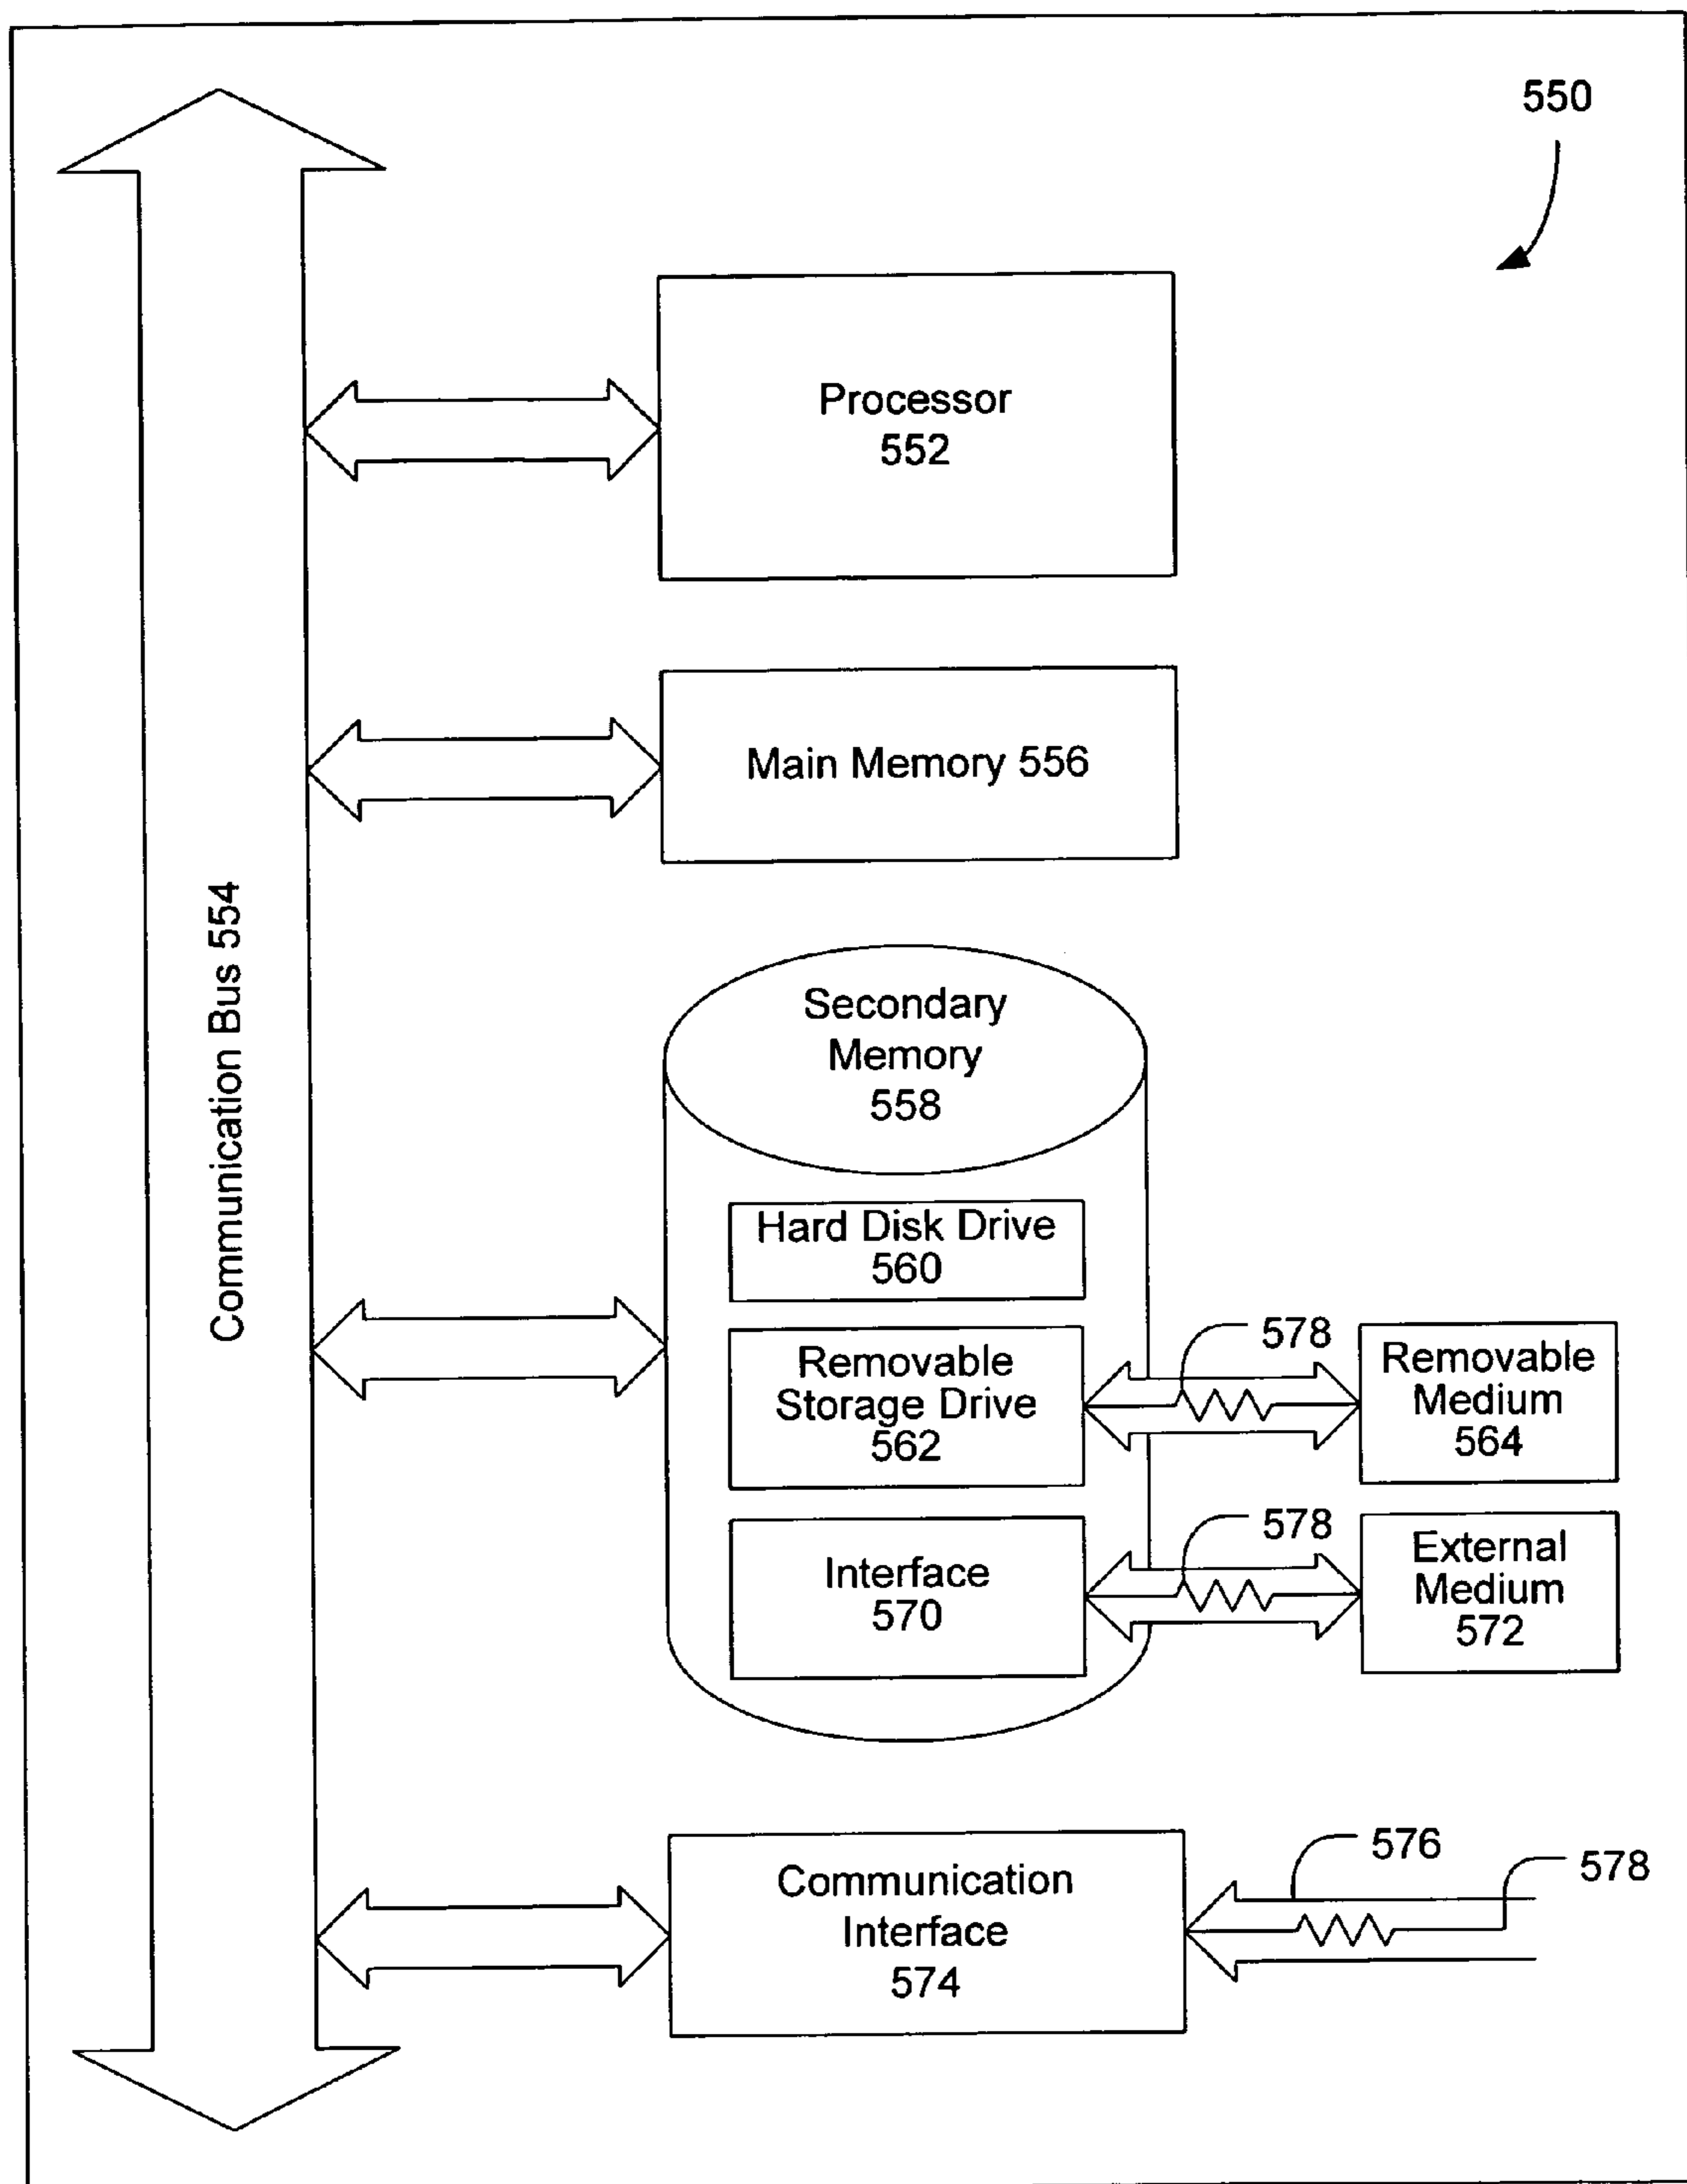 550
Processor
552
Main Memory 556
Communication Bus 554
Secondary
Memory
558
Hard Disk Drive
560
Removable
Storage Drive
562
578
Removable
Medium
564
Interface
570
578
External
Medium
572
Communication
Interface
574
576
578